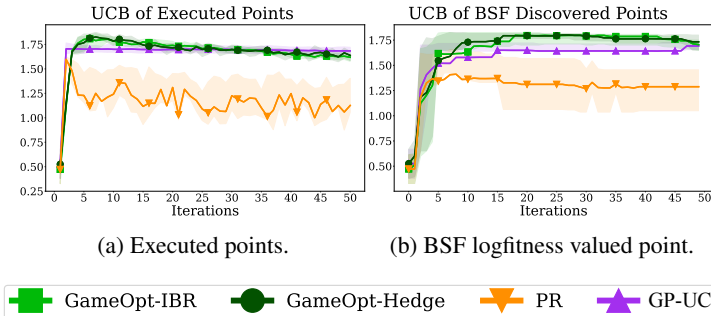 UCB of Executed Points
UCB of BSF Discovered Points
1.75
1.50
1.25
1.00
0.75
0.50
0.25
0 5 10 15 20 25 30 35 40 45 50
Iterations
1.75
1.50
1.25
1.00
0.75
0.50
0 5 10 15 20 25 30 35 40 45 50
Iterations
(a) Executed points.
(b) BSF logfitness valued point.
GameOpt-IBR GameOpt-Hedge PR GP-UC